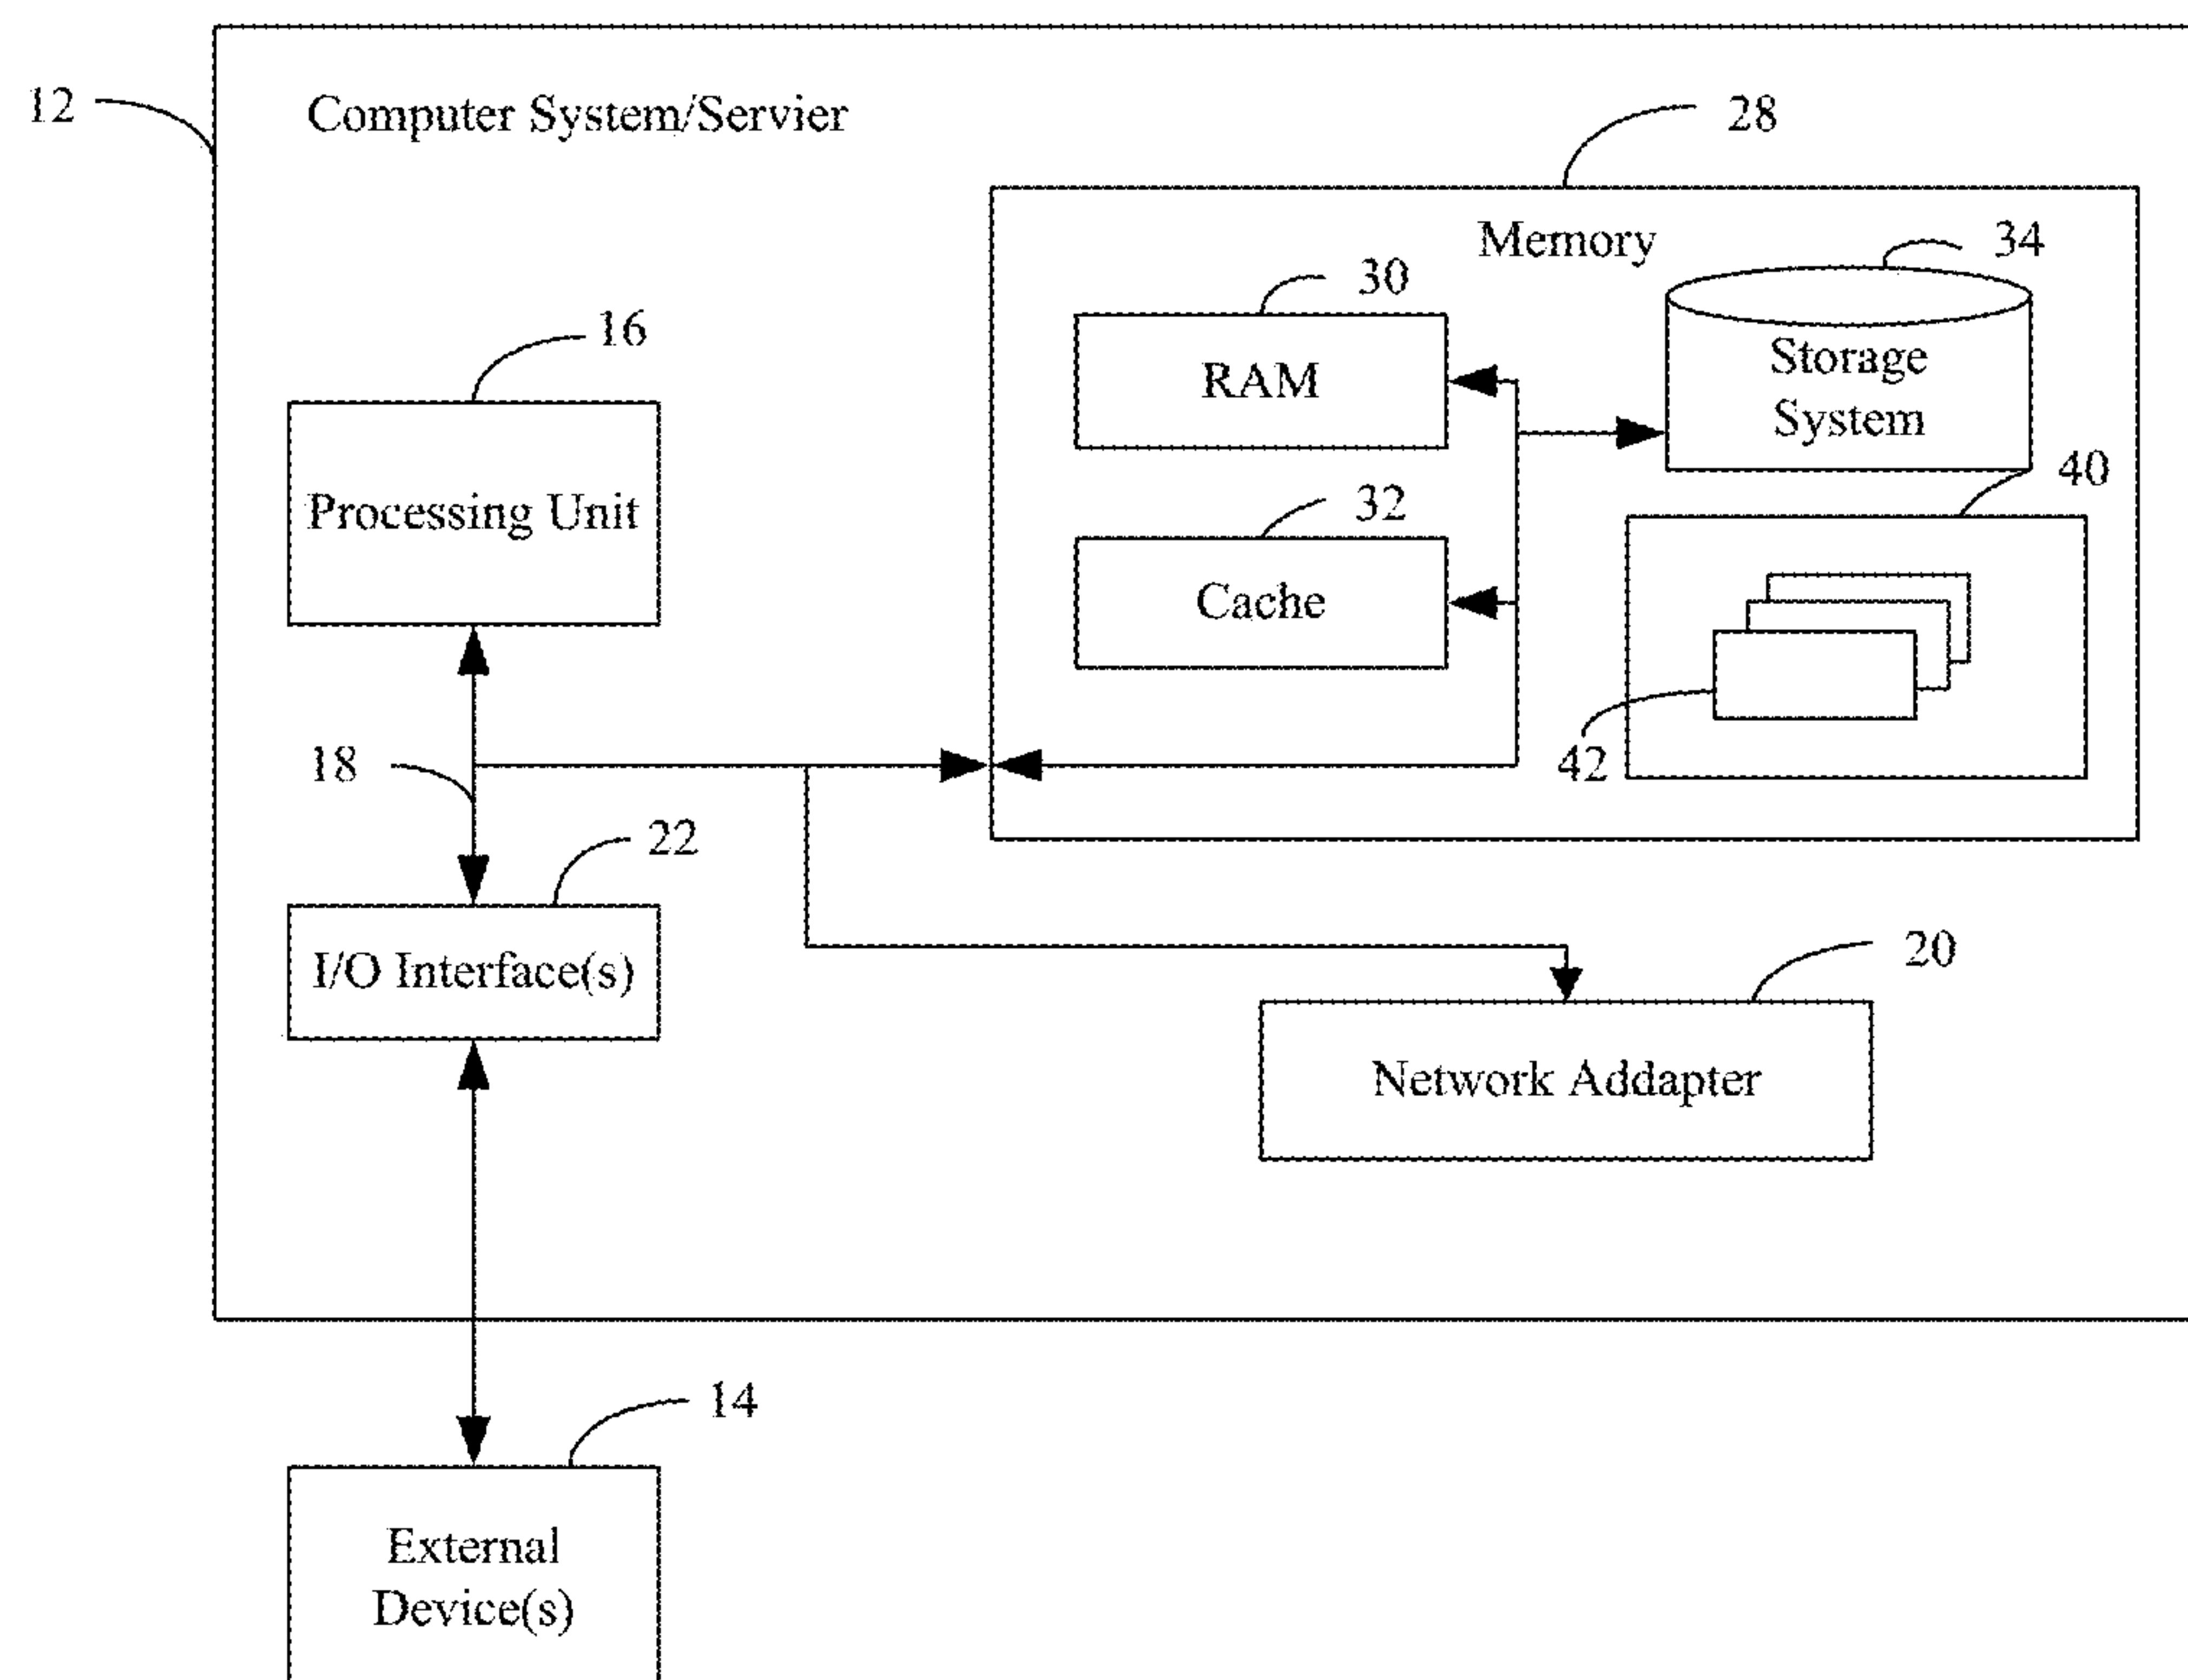 12
Computer System/Servier
28
Memory
34
30
16
RAM
Storage
System
40
32
Processing Unit
Cache
18
42
22
I/O Interface(s)
20
Network Addapter
14
External
Device(s)